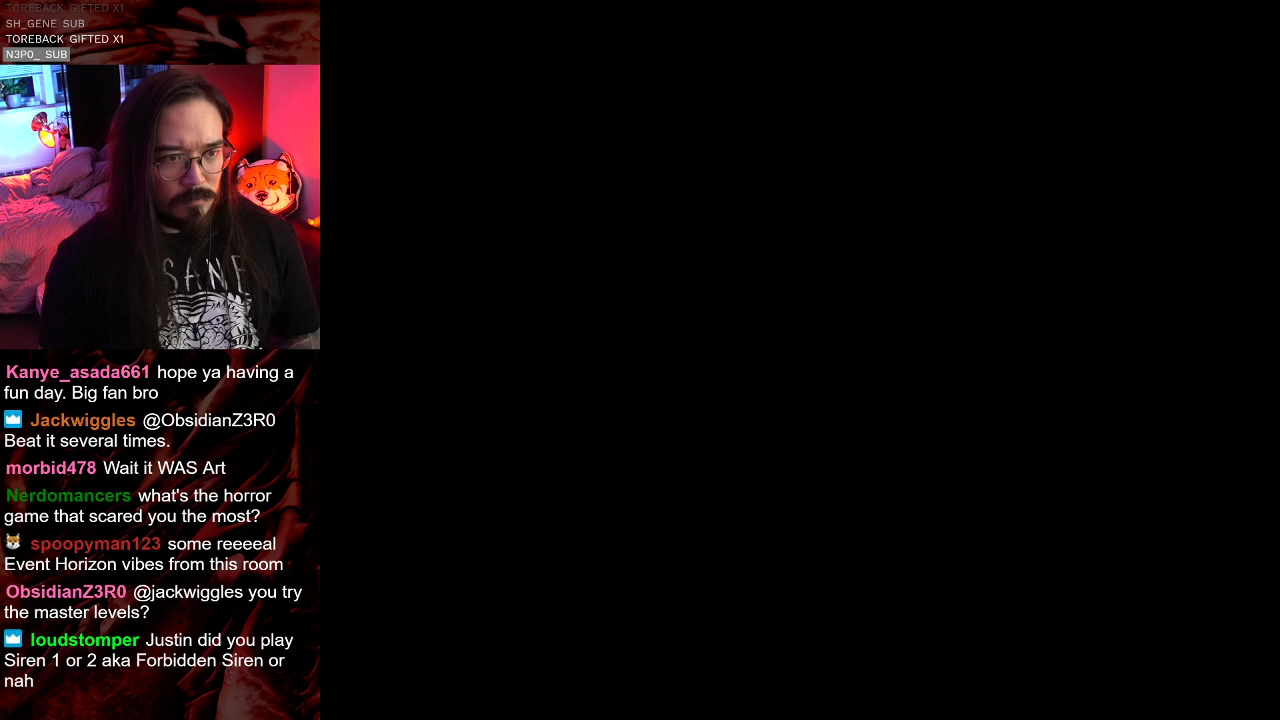 TOREBACK GIFTED X1
SH_GENE SUB
TOREBACK GIFTED X1
N3P0_ SUB
SANE
Kanye_asada661 hope ya having a
fun day. Big fan bro
Jackwiggles @ObsidianZ3R0
Beat it several times.
morbid478 Wait it WAS Art
Nerdomancers what's the horror
game that scared you the most?
spoopyman123 some reeeeal
Event Horizon vibes from this room
ObsidianZ3R0 @jackwiggles you try
the master levels?
loudstomper Justin did you play
Siren 1 or 2 aka Forbidden Siren or
nah